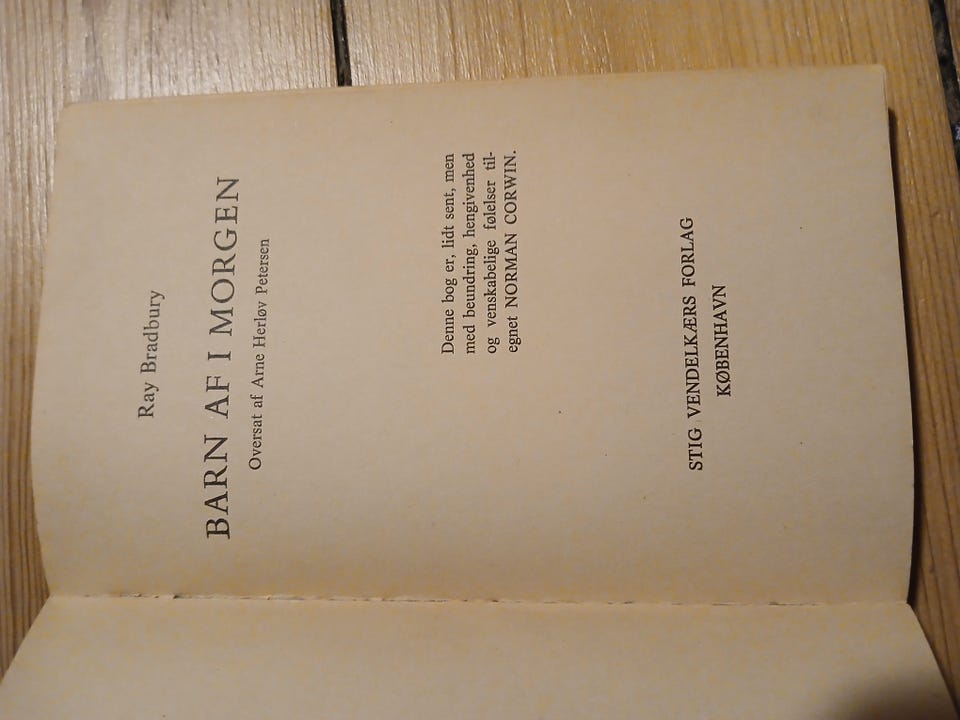 Ray Bradbury
BARN AF I MORGEN
Oversat af Arne Herløv Petersen
Denne bog er, lidt sent, men
med beundring, hengivenhed
og venskabelige følelser til-
egnet NORMAN CORWIN.
STIG VENDELKÆRS FORLAG
KØBENHAVN